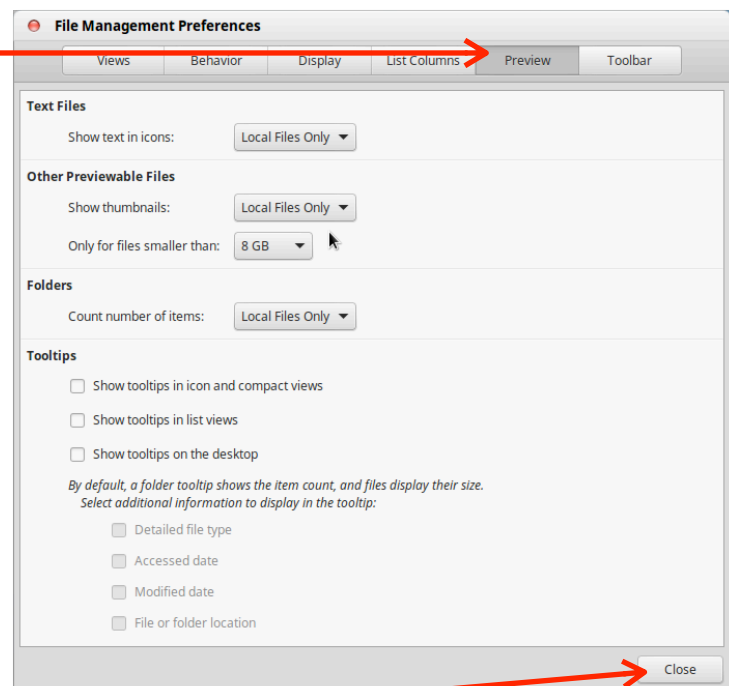 File Management Preferences
Views Behavior Display List Columns Preview Toolbar
Text Files
Show text in icons: Local Files Only
Other Previewable Files
Show thumbnails: Local Files Only
Only for files smaller than: 8 GB
Folders
Count number of items: Local Files Only
Tooltips
Show tooltips in icon and compact views
Show tooltips in list views
Show tooltips on the desktop
By default, a folder tooltip shows the item count, and files display their size.
Select additional information to display in the tooltip:
Detailed file type
Accessed date
Modified date
File or folder location
Close